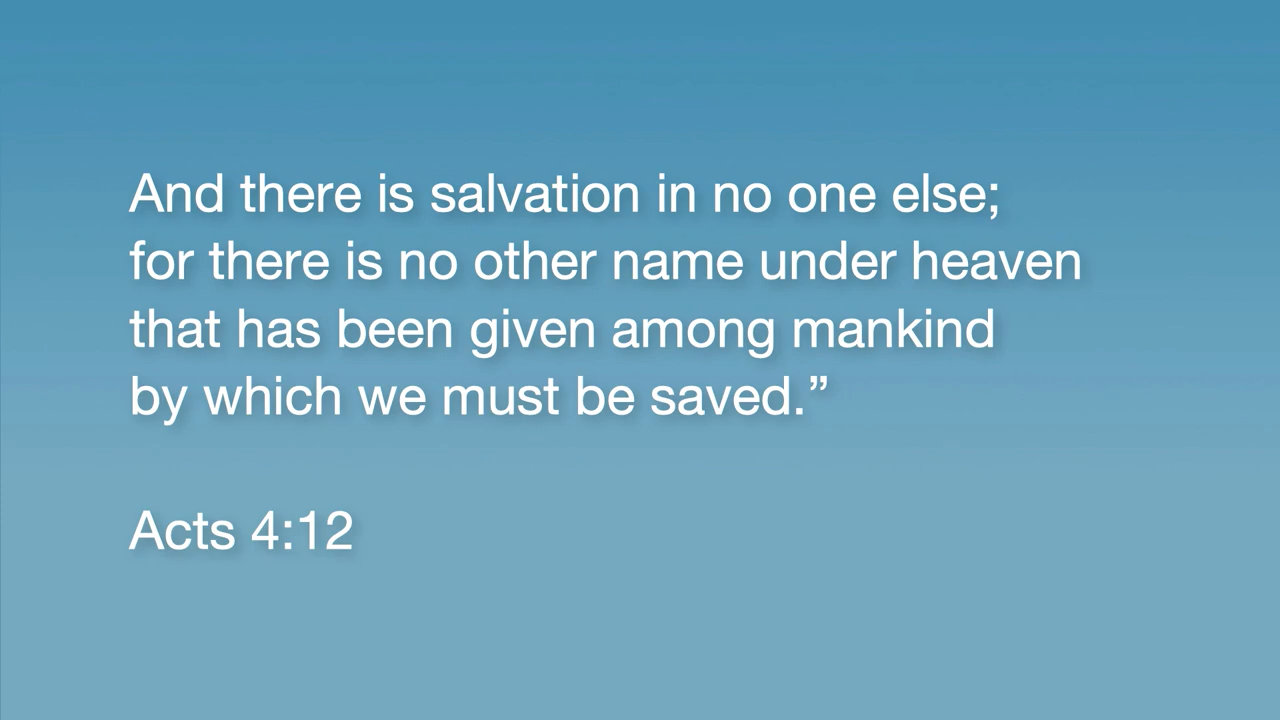 And there is salvation in no one else;
for there is no other name under heaven
that has been given among mankind
by which we must be saved.”
Acts 4:12